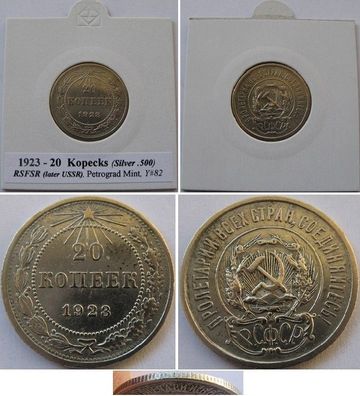 20
КОПЕЕК
1923
1923 - 20 Kopecks (Silver .500)
RSFSR (later USSR), Petrograd Mint, Y#82
20
КОПЕЕК
1923
ПРОЛЕТАРИИ ВСЕХ СТРАН, СОЕДИНЯЙТЕСЬ!
Р.С.Ф.С.Р.